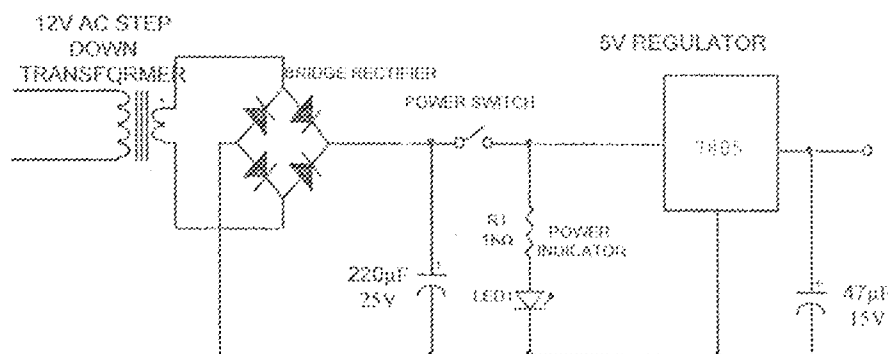 12V AC STEP
DOWN
TRANSFORMER
BRIDGE RECTIFIER
POWER SWITCH
5V REGULATOR
7805
R1
1kΩ
POWER
INDICATOR
LED1
220µF
25V
47µF
15V